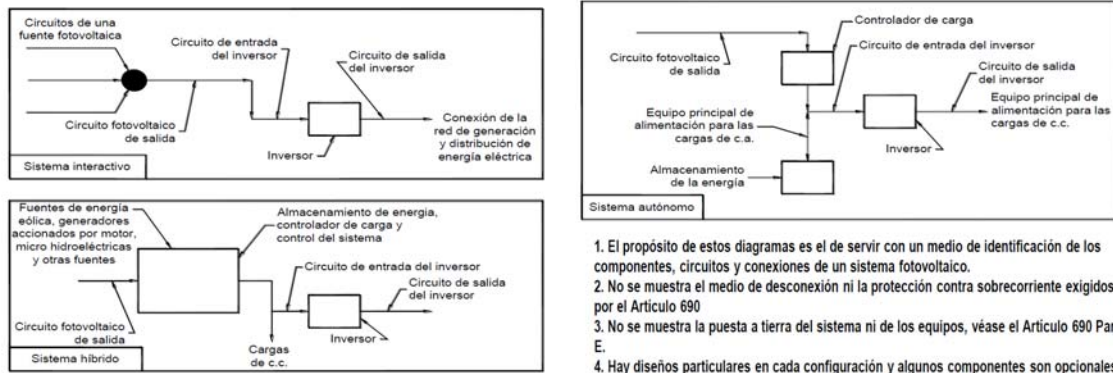 Circuitos de una
fuente fotovoltaica
Circuito de entrada
del inversor
Circuito de salida
del inversor
Circuito fotovoltaico
de salida
Inversor
Conexión de la
red de generación
y distribución de
energía eléctrica
Sistema interactivo
Fuentes de energía
eólica, generadores
accionados por motor,
micro hidroeléctricas
y otras fuentes
Almacenamiento de energía,
controlador de carga y
control del sistema
Circuito de entrada del inversor
Circuito de salida
del inversor
Circuito fotovoltaico
de salida
Inversor
Cargas
de c.c.
Sistema híbrido
Controlador de carga
Circuito de entrada del inversor
Circuito fotovoltaico
de salida
Circuito de salida
del inversor
Equipo principal de
alimentación para las
cargas de c.a.
Equipo principal de
alimentación para las
cargas de c.c.
Inversor
Almacenamiento
de la energía
Sistema autónomo
1. El propósito de estos diagramas es el de servir con un medio de identificación de los
componentes, circuitos y conexiones de un sistema fotovoltaico.
2. No se muestra el medio de desconexión ni la protección contra sobrecorriente exigidos
por el Articulo 690
3. No se muestra la puesta a tierra del sistema ni de los equipos, véase el Articulo 690 Par
E.
4. Hay diseños particulares en cada configuración y algunos componentes son opcionales